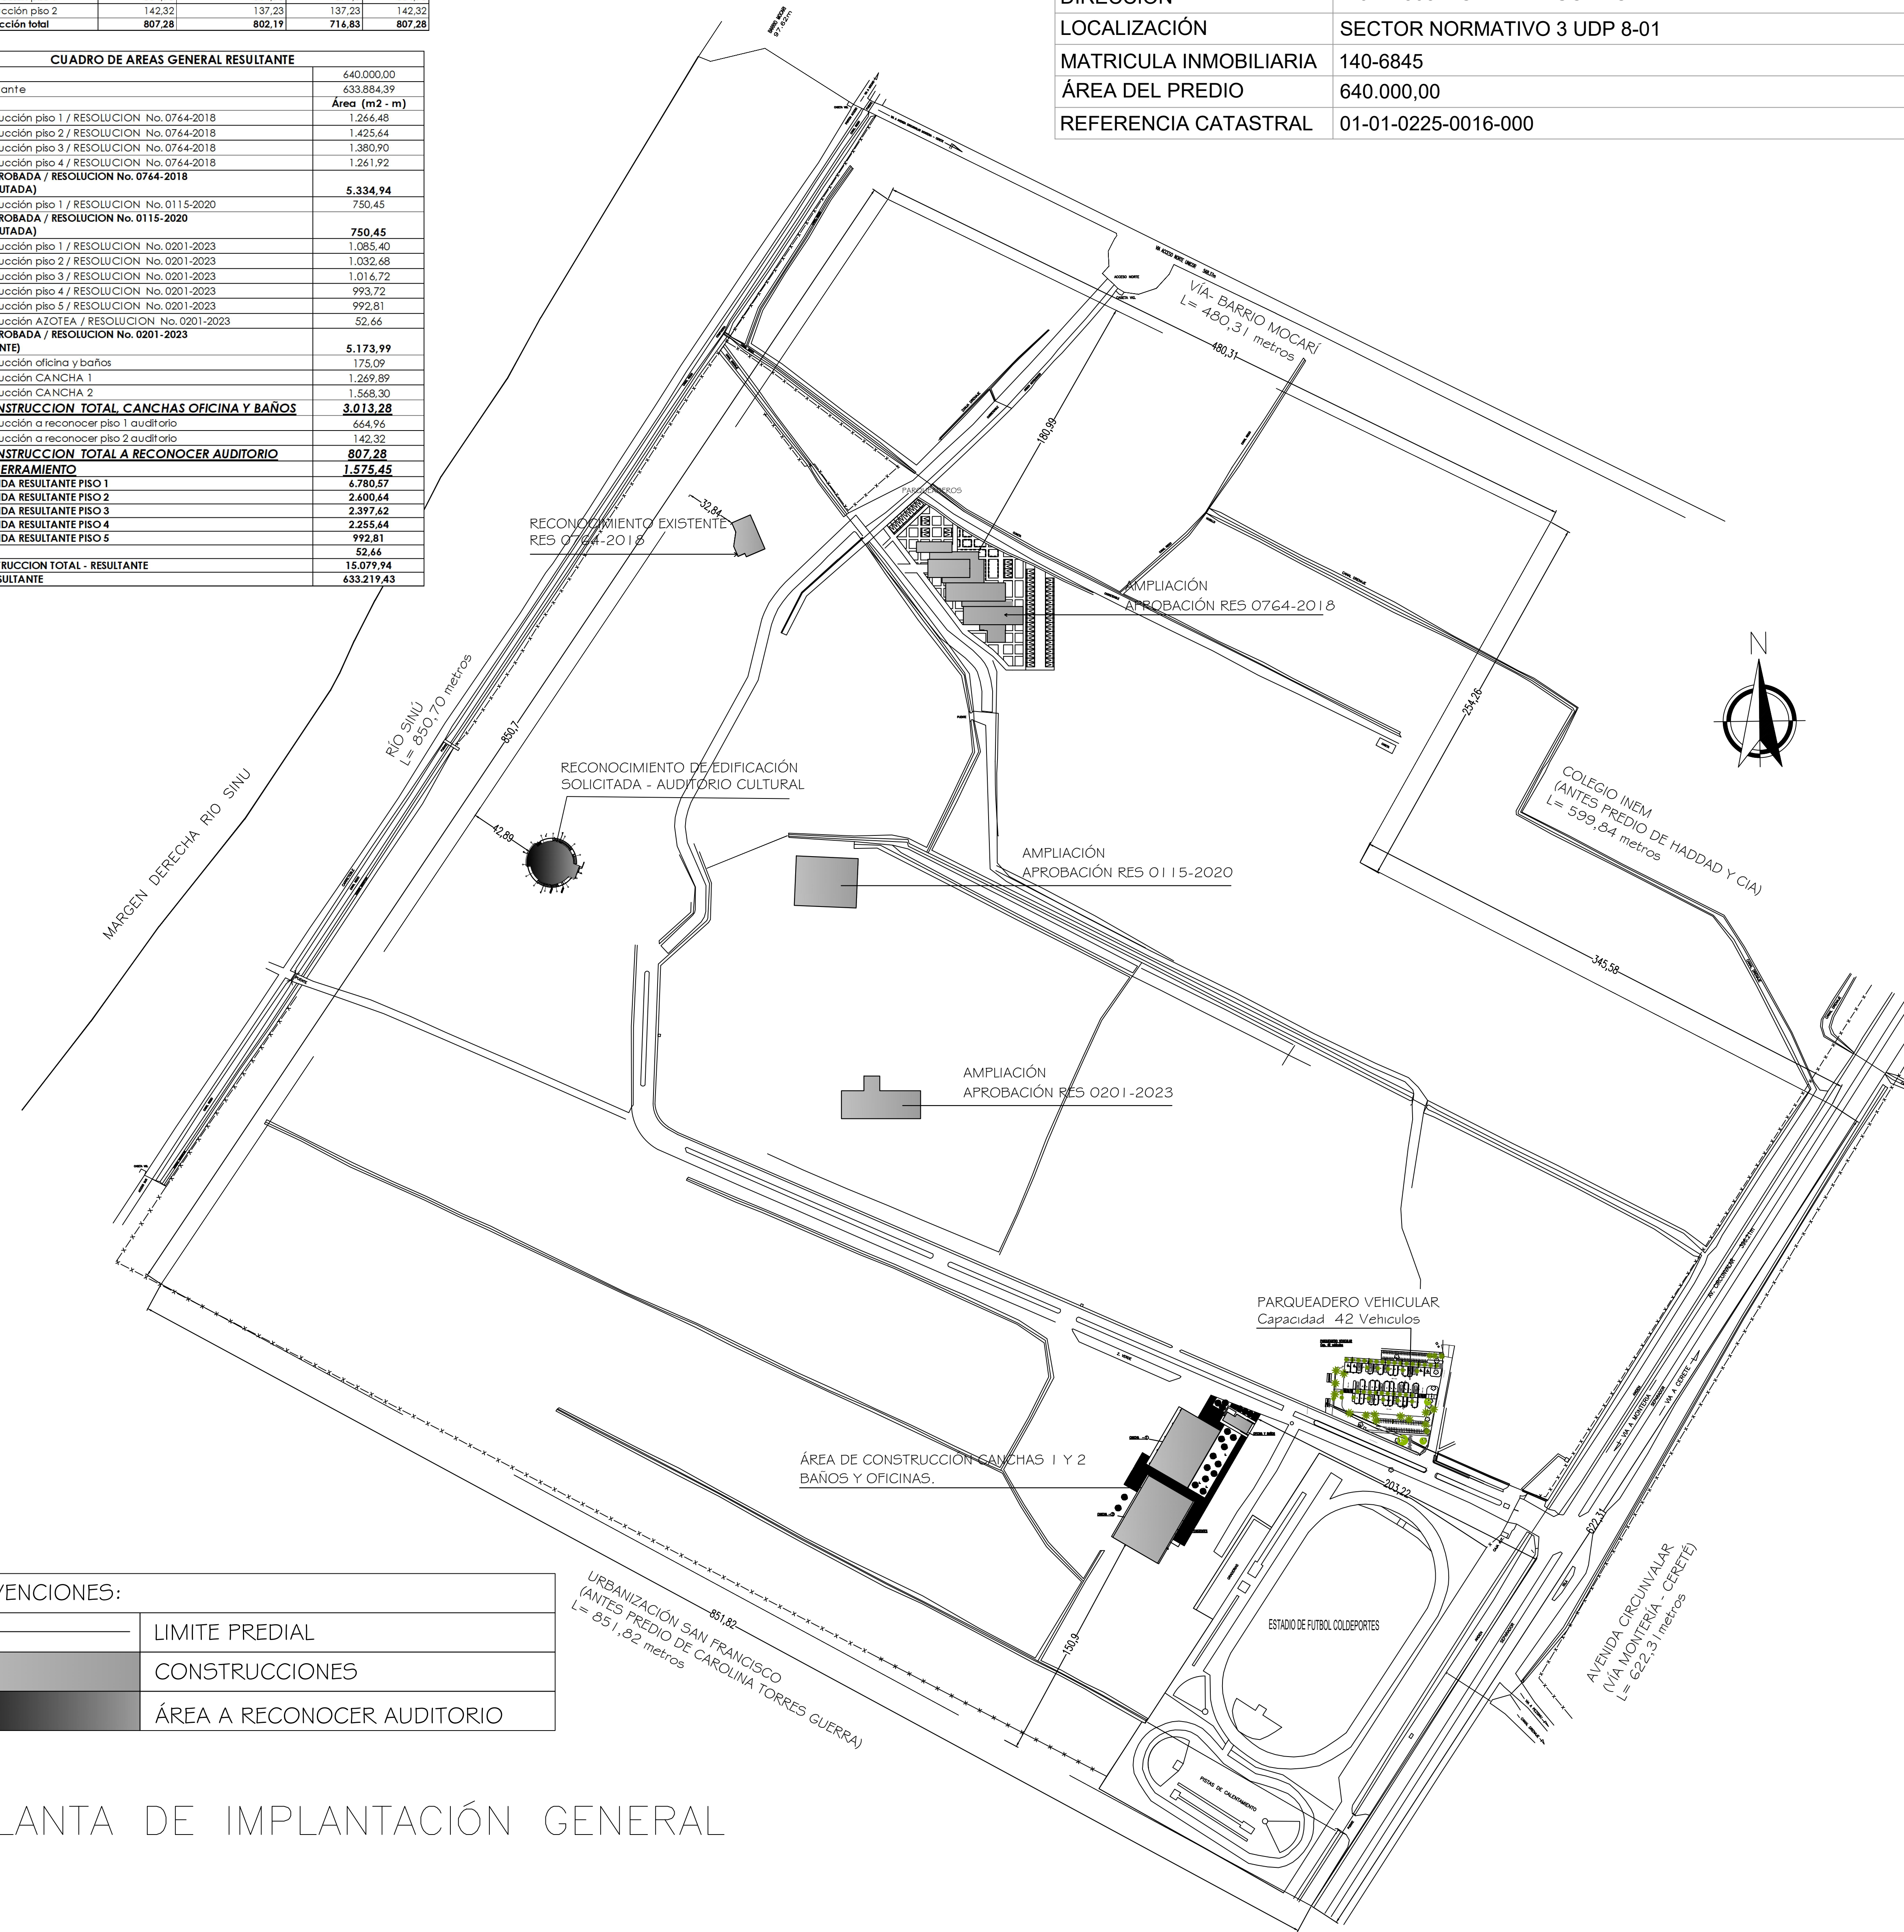 cción piso 2 142,32 137,23 137,23 142,32
cción total 807,28 802,19 716,83 807,28
CUADRO DE AREAS GENERAL RESULTANTE
640.000,00
ante 633.884,39
Área (m2 - m)
ucción piso 1 / RESOLUCION No. 0764-2018 1.266,48
ucción piso 2 / RESOLUCION No. 0764-2018 1.425,64
ucción piso 3 / RESOLUCION No. 0764-2018 1.380,90
ucción piso 4 / RESOLUCION No. 0764-2018 1.261,92
ROBADA / RESOLUCION No. 0764-2018
UTADA) 5.334,94
ucción piso 1 / RESOLUCION No. 0115-2020 750,45
ROBADA / RESOLUCION No. 0115-2020
UTADA) 750,45
ucción piso 1 / RESOLUCION No. 0201-2023 1.085,40
ucción piso 2 / RESOLUCION No. 0201-2023 1.032,68
ucción piso 3 / RESOLUCION No. 0201-2023 1.016,72
ucción piso 4 / RESOLUCION No. 0201-2023 993,72
ucción piso 5 / RESOLUCION No. 0201-2023 992,81
ucción AZOTEA / RESOLUCION No. 0201-2023 52,66
ROBADA / RESOLUCION No. 0201-2023
NTE) 5.173,99
ucción oficina y baños 175,09
ucción CANCHA 1 1.269,89
ucción CANCHA 2 1.568,30
NSTRUCCION TOTAL, CANCHAS OFICINA Y BAÑOS 3.013,28
ucción a reconocer piso 1 auditorio 664,96
ucción a reconocer piso 2 auditorio 142,32
NSTRUCCION TOTAL A RECONOCER AUDITORIO 807,28
ERRAMIENTO 1.575,45
DA RESULTANTE PISO 1 6.780,57
DA RESULTANTE PISO 2 2.600,64
DA RESULTANTE PISO 3 2.397,62
DA RESULTANTE PISO 4 2.255,64
DA RESULTANTE PISO 5 992,81
52,66
RUCCION TOTAL - RESULTANTE 15.079,94
SULTANTE 633.219,43
LOCALIZACIÓN SECTOR NORMATIVO 3 UDP 8-01
MATRICULA INMOBILIARIA 140-6845
ÁREA DEL PREDIO 640.000,00
REFERENCIA CATASTRAL 01-01-0225-0016-000
BARRIO MOCARI
97.62m
ACCESO NORTE
VÍA- BARRIO MOCARÍ
L= 480,31 metros
480,31
180,99
PARQUEADEROS
32,84
RECONOCIMIENTO EXISTENTE
RES 0764-2018
AMPLIACIÓN
APROBACIÓN RES 0764-2018
N
254,26
RÍO SINÚ
L= 850,70 metros
850,7
MARGEN DERECHA RIO SINU
RECONOCIMIENTO DE EDIFICACIÓN
SOLICITADA - AUDITORIO CULTURAL
42,89
COLEGIO INEM
(ANTES PREDIO DE HADDAD Y CIA)
L= 599,84 metros
AMPLIACIÓN
APROBACIÓN RES 0115-2020
345,58
AMPLIACIÓN
APROBACIÓN RES 0201-2023
PARQUEADERO VEHICULAR
Capacidad 42 Vehiculos
Z. VERDE
AV. CIRCUNVALAR 398.21m
VIA A MONTERIA
VIA A CERETE
ÁREA DE CONSTRUCCIÓN CANCHAS 1 Y 2
BAÑOS Y OFICINAS.
203,22
622,31
AVENIDA CIRCUNVALAR
(VÍA MONTERÍA - CERETÉ)
L= 622,31metros
ESTADIO DE FUTBOL COLDEPORTES
150,9
PISTAS DE CALENTAMIENTO
URBANIZACIÓN SAN FRANCISCO
(ANTES PREDIO DE CAROLINA TORRES GUERRA)
L= 851,82 metros
851,82
VENCIONES:
LIMITE PREDIAL
CONSTRUCCIONES
ÁREA A RECONOCER AUDITORIO
LANTA DE IMPLANTACIÓN GENERAL